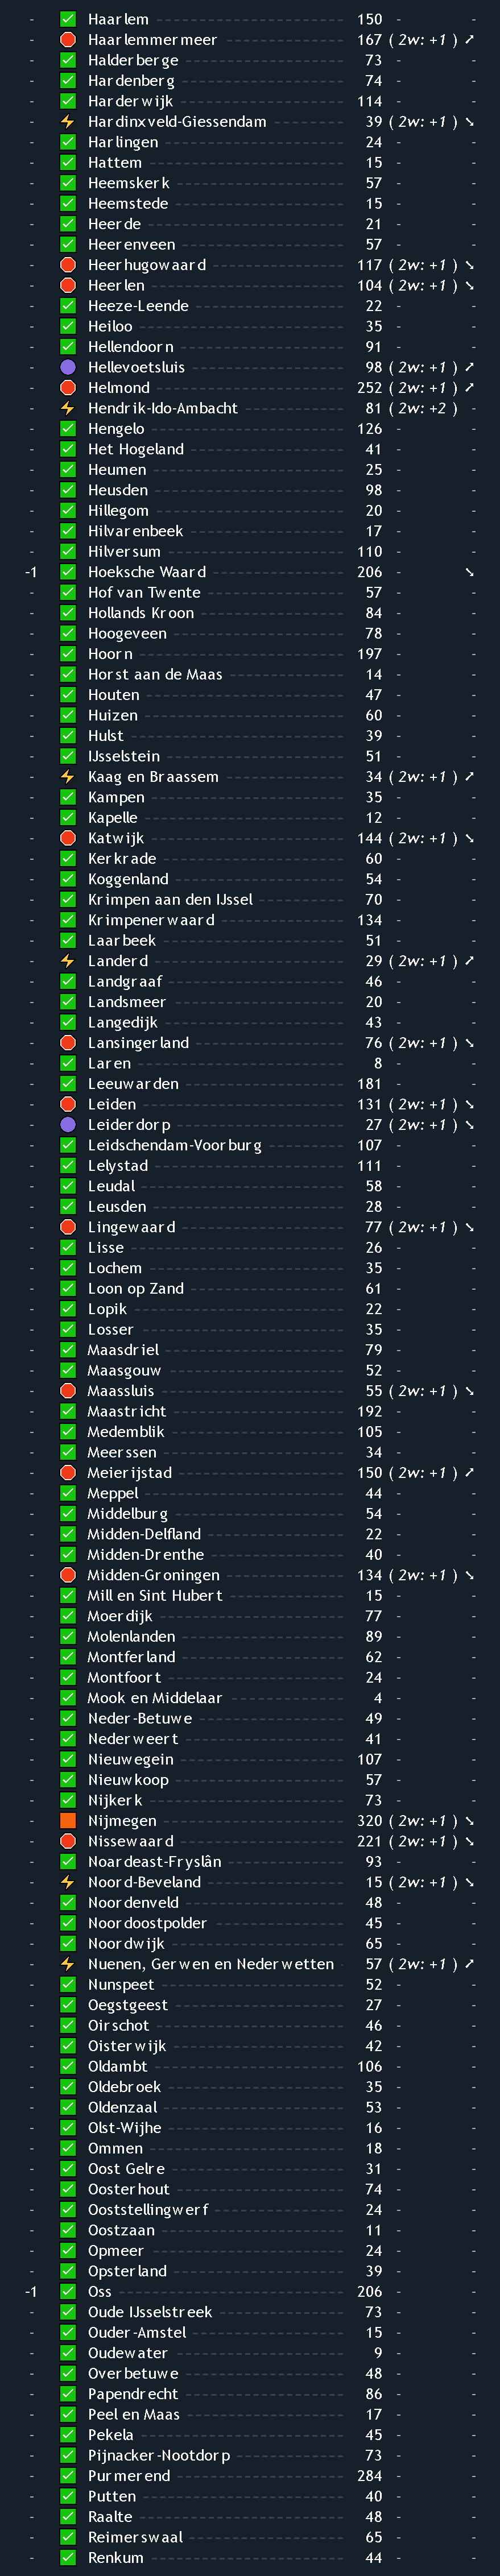 - ✅ Haarlem 150 - -
- 🛑 Haarlemmermeer 167 ( 2w: +1 ) ↗
- ✅ Halderberge 73 - -
- ✅ Hardenberg 74 - -
- ✅ Harderwijk 114 - -
- ⚡ Hardinxveld-Giessendam 39 ( 2w: +1 ) ↘
- ✅ Harlingen 24 - -
- ✅ Hattem 15 - -
- ✅ Heemskerk 57 - -
- ✅ Heemstede 15 - -
- ✅ Heerde 21 - -
- ✅ Heerenveen 57 - -
- 🛑 Heerhugowaard 117 ( 2w: +1 ) ↘
- 🛑 Heerlen 104 ( 2w: +1 ) ↘
- ✅ Heeze-Leende 22 - -
- ✅ Heiloo 35 - -
- ✅ Hellendoorn 91 - -
- 🟣 Hellevoetsluis 98 ( 2w: +1 ) ↗
- 🛑 Helmond 252 ( 2w: +1 ) ↗
- ⚡ Hendrik-Ido-Ambacht 81 ( 2w: +2 ) -
- ✅ Hengelo 126 - -
- ✅ Het Hogeland 41 - -
- ✅ Heumen 25 - -
- ✅ Heusden 98 - -
- ✅ Hillegom 20 - -
- ✅ Hilvarenbeek 17 - -
- ✅ Hilversum 110 - -
-1 ✅ Hoeksche Waard 206 - ↘
- ✅ Hof van Twente 57 - -
- ✅ Hollands Kroon 84 - -
- ✅ Hoogeveen 78 - -
- ✅ Hoorn 197 - -
- ✅ Horst aan de Maas 14 - -
- ✅ Houten 47 - -
- ✅ Huizen 60 - -
- ✅ Hulst 39 - -
- ✅ IJsselstein 51 - -
- ⚡ Kaag en Braassem 34 ( 2w: +1 ) ↗
- ✅ Kampen 35 - -
- ✅ Kapelle 12 - -
- 🛑 Katwijk 144 ( 2w: +1 ) ↘
- ✅ Kerkrade 60 - -
- ✅ Koggenland 54 - -
- ✅ Krimpen aan den IJssel 70 - -
- ✅ Krimpenerwaard 134 - -
- ✅ Laarbeek 51 - -
- ⚡ Landerd 29 ( 2w: +1 ) ↗
- ✅ Landgraaf 46 - -
- ✅ Landsmeer 20 - -
- ✅ Langedijk 43 - -
- 🛑 Lansingerland 76 ( 2w: +1 ) ↘
- ✅ Laren 8 - -
- ✅ Leeuwarden 181 - -
- 🛑 Leiden 131 ( 2w: +1 ) ↘
- 🟣 Leiderdorp 27 ( 2w: +1 ) ↘
- ✅ Leidschendam-Voorburg 107 - -
- ✅ Lelystad 111 - -
- ✅ Leudal 58 - -
- ✅ Leusden 28 - -
- 🛑 Lingewaard 77 ( 2w: +1 ) ↘
- ✅ Lisse 26 - -
- ✅ Lochem 35 - -
- ✅ Loon op Zand 61 - -
- ✅ Lopik 22 - -
- ✅ Losser 35 - -
- ✅ Maasdriel 79 - -
- ✅ Maasgouw 52 - -
- 🛑 Maassluis 55 ( 2w: +1 ) ↘
- ✅ Maastricht 192 - -
- ✅ Medemblik 105 - -
- ✅ Meerssen 34 - -
- 🛑 Meierijstad 150 ( 2w: +1 ) ↗
- ✅ Meppel 44 - -
- ✅ Middelburg 54 - -
- ✅ Midden-Delfland 22 - -
- ✅ Midden-Drenthe 40 - -
- 🛑 Midden-Groningen 134 ( 2w: +1 ) ↘
- ✅ Mill en Sint Hubert 15 - -
- ✅ Moerdijk 77 - -
- ✅ Molenlanden 89 - -
- ✅ Montferland 62 - -
- ✅ Montfoort 24 - -
- ✅ Mook en Middelaar 4 - -
- ✅ Neder-Betuwe 49 - -
- ✅ Nederweert 41 - -
- ✅ Nieuwegein 107 - -
- ✅ Nieuwkoop 57 - -
- ✅ Nijkerk 73 - -
- 🟧 Nijmegen 320 ( 2w: +1 ) ↘
- 🛑 Nissewaard 221 ( 2w: +1 ) ↘
- ✅ Noardeast-Fryslân 93 - -
- ⚡ Noord-Beveland 15 ( 2w: +1 ) ↘
- ✅ Noordenveld 48 - -
- ✅ Noordoostpolder 45 - -
- ✅ Noordwijk 65 - -
- ⚡ Nuenen, Gerwen en Nederwetten 57 ( 2w: +1 ) ↗
- ✅ Nunspeet 52 - -
- ✅ Oegstgeest 27 - -
- ✅ Oirschot 46 - -
- ✅ Oisterwijk 42 - -
- ✅ Oldambt 106 - -
- ✅ Oldebroek 35 - -
- ✅ Oldenzaal 53 - -
- ✅ Olst-Wijhe 16 - -
- ✅ Ommen 18 - -
- ✅ Oost Gelre 31 - -
- ✅ Oosterhout 74 - -
- ✅ Ooststellingwerf 24 - -
- ✅ Oostzaan 11 - -
- ✅ Opmeer 24 - -
- ✅ Opsterland 39 - -
-1 ✅ Oss 206 - -
- ✅ Oude IJsselstreek 73 - -
- ✅ Ouder-Amstel 15 - -
- ✅ Oudewater 9 - -
- ✅ Overbetuwe 48 - -
- ✅ Papendrecht 86 - -
- ✅ Peel en Maas 17 - -
- ✅ Pekela 45 - -
- ✅ Pijnacker-Nootdorp 73 - -
- ✅ Purmerend 284 - -
- ✅ Putten 40 - -
- ✅ Raalte 48 - -
- ✅ Reimerswaal 65 - -
- ✅ Renkum 44 - -